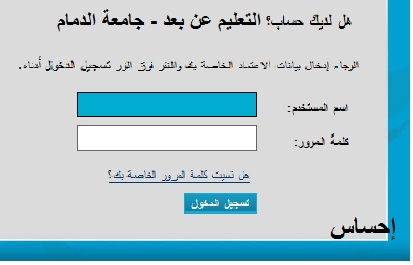 هل لديك حساب؟ التعليم عن بعد - جامعة الدمام
الرجاء إدخال بيانات الاعتماد الخاصة بك والنقر فوق الزر تسجيل الدخول أدناه.
اسم المستخدم:
كلمة المرور:
هل نسيت كلمة المرور الخاصة بك؟
تسجيل الدخول
إحساس